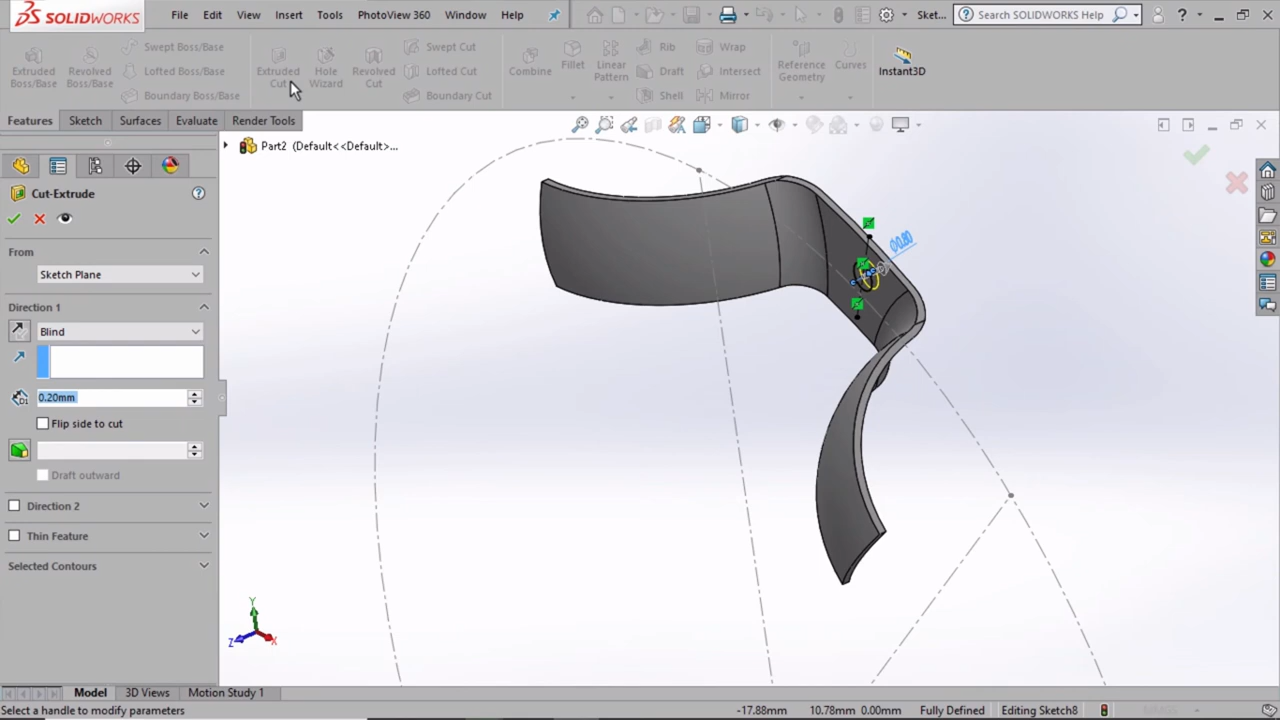 SOLIDWORKS File Edit View Insert Tools PhotoView 360 Window Help Sket... Search SOLIDWORKS Help
Extruded Boss/Base
Revolved Boss/Base
Swept Boss/Base
Lofted Boss/Base
Boundary Boss/Base
Extruded Cut
Hole Wizard
Revolved Cut
Swept Cut
Lofted Cut
Boundary Cut
Combine
Fillet
Linear Pattern
Rib
Draft
Shell
Wrap
Intersect
Mirror
Reference Geometry
Curves
Instant3D
Features Sketch Surfaces Evaluate Render Tools
Part2 (Default<<Default>...
Cut-Extrude
From
Sketch Plane
Direction 1
Blind
0.20mm
Flip side to cut
Draft outward
Direction 2
Thin Feature
Selected Contours
Ø0.80
Y
Z
X
Model 3D Views Motion Study 1
Select a handle to modify parameters -17.88mm 10.78mm 0.00mm Fully Defined Editing Sketch8 MMGS